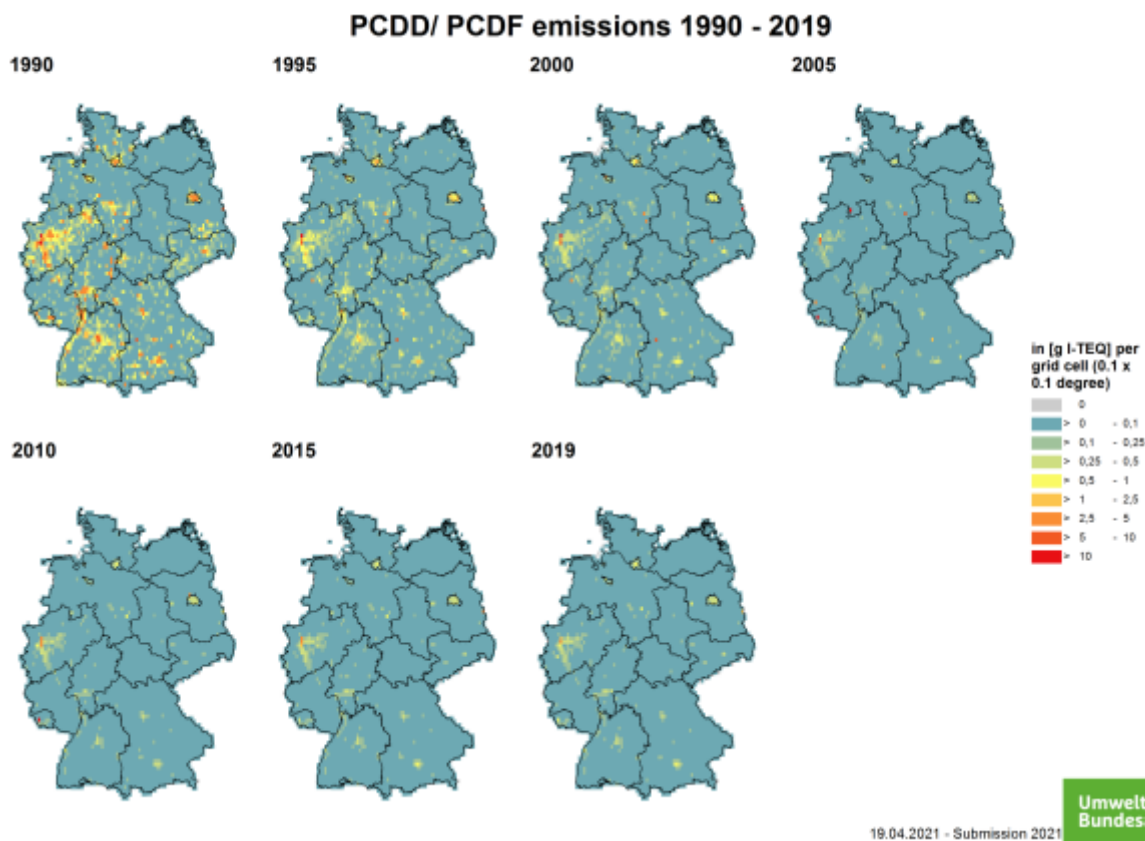 PCDD/ PCDF emissions 1990 - 2019
1990
1995
2000
2005
in [g I-TEQ] per
grid cell (0.1 x
0.1 degree)
0
> 0 - 0,1
> 0,1 - 0,25
> 0,25 - 0,5
> 0,5 - 1
> 1 - 2,5
> 2,5 - 5
> 5 - 10
> 10
2010
2015
2019
19.04.2021 - Submission 2021
Umwelt
Bundes